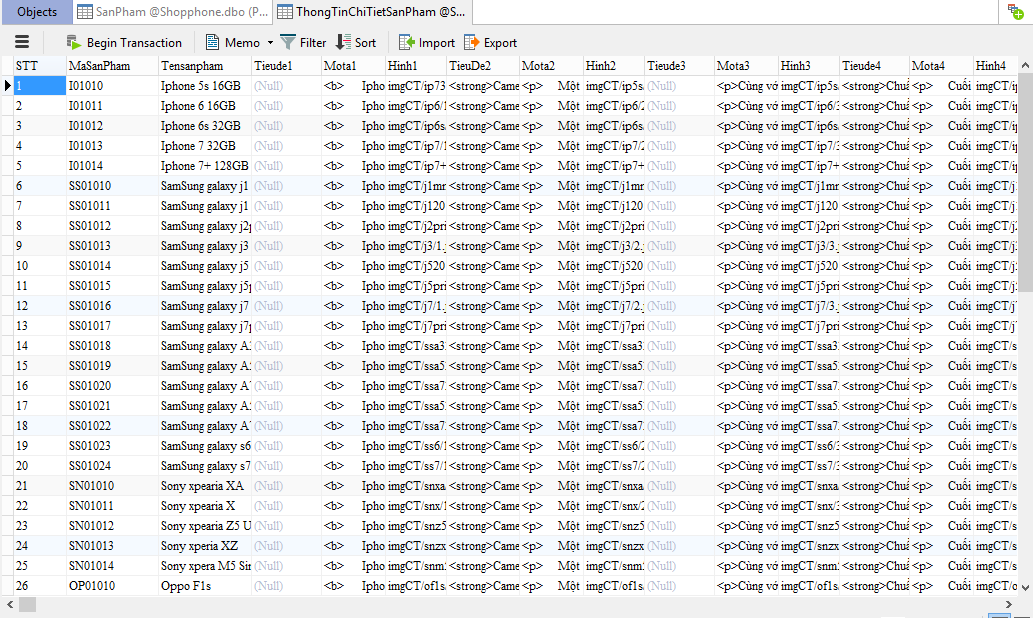 Objects SanPham @Shopphone.dbo (P... ThongTinChiTietSanPham @S...
Begin Transaction Memo Filter Sort Import Export
STT MaSanPham Tensanpham Tieude1 Mota1 Hinh1 TieuDe2 Mota2 Hinh2 Tieude3 Mota3 Hinh3 Tieude4 Mota4 Hinh4
1 I01010 Iphone 5s 16GB (Null) <b> Ipho imgCT/ip73 <strong>Came <p> Một imgCT/ip5s (Null) <p>Cùng vớ imgCT/ip5s <strong>Chuẩ <p> Cuối imgCT/ip
2 I01011 Iphone 6 16GB (Null) <b> Ipho imgCT/ip6/1 <strong>Came <p> Một imgCT/ip6/2 (Null) <p>Cùng vớ imgCT/ip6/3 <strong>Chuẩ <p> Cuối imgCT/ip
3 I01012 Iphone 6s 32GB (Null) <b> Ipho imgCT/ip6s <strong>Came <p> Một imgCT/ip6s (Null) <p>Cùng vớ imgCT/ip6s <strong>Chuẩ <p> Cuối imgCT/ip
4 I01013 Iphone 7 32GB (Null) <b> Ipho imgCT/ip7/1 <strong>Came <p> Một imgCT/ip7/2 (Null) <p>Cùng vớ imgCT/ip7/3 <strong>Chuẩ <p> Cuối imgCT/ip
5 I01014 Iphone 7+ 128GB (Null) <b> Ipho imgCT/ip7+ <strong>Came <p> Một imgCT/ip7+ (Null) <p>Cùng vớ imgCT/ip7+ <strong>Chuẩ <p> Cuối imgCT/ip
6 SS01010 SamSung galaxy j1 (Null) <b> Ipho imgCT/j1mr <strong>Came <p> Một imgCT/j1mr (Null) <p>Cùng vớ imgCT/j1mr <strong>Chuẩ <p> Cuối imgCT/j
7 SS01011 SamSung galaxy j1 (Null) <b> Ipho imgCT/j120 <strong>Came <p> Một imgCT/j120 (Null) <p>Cùng vớ imgCT/j120 <strong>Chuẩ <p> Cuối imgCT/j
8 SS01012 SamSung galaxy j2p (Null) <b> Ipho imgCT/j2pri <strong>Came <p> Một imgCT/j2pri (Null) <p>Cùng vớ imgCT/j2pri <strong>Chuẩ <p> Cuối imgCT/j2
9 SS01013 SamSung galaxy j3 (Null) <b> Ipho imgCT/j3/1. <strong>Came <p> Một imgCT/j3/2. (Null) <p>Cùng vớ imgCT/j3/3. <strong>Chuẩ <p> Cuối imgCT/j3
10 SS01014 SamSung galaxy j5 (Null) <b> Ipho imgCT/j520 <strong>Came <p> Một imgCT/j520 (Null) <p>Cùng vớ imgCT/j520 <strong>Chuẩ <p> Cuối imgCT/j5
11 SS01015 SamSung galaxy j5p (Null) <b> Ipho imgCT/j5pri <strong>Came <p> Một imgCT/j5pri (Null) <p>Cùng vớ imgCT/j5pri <strong>Chuẩ <p> Cuối imgCT/j5
12 SS01016 SamSung galaxy j7 (Null) <b> Ipho imgCT/j7/1. <strong>Came <p> Một imgCT/j7/2. (Null) <p>Cùng vớ imgCT/j7/3. <strong>Chuẩ <p> Cuối imgCT/j7
13 SS01017 SamSung galaxy j7p (Null) <b> Ipho imgCT/j7pri <strong>Came <p> Một imgCT/j7pri (Null) <p>Cùng vớ imgCT/j7pri <strong>Chuẩ <p> Cuối imgCT/j7
14 SS01018 SamSung galaxy A (Null) <b> Ipho imgCT/ssa3 <strong>Came <p> Một imgCT/ssa3 (Null) <p>Cùng vớ imgCT/ssa3 <strong>Chuẩ <p> Cuối imgCT/s
15 SS01019 SamSung galaxy A (Null) <b> Ipho imgCT/ssa5 <strong>Came <p> Một imgCT/ssa5 (Null) <p>Cùng vớ imgCT/ssa5 <strong>Chuẩ <p> Cuối imgCT/s
16 SS01020 SamSung galaxy A (Null) <b> Ipho imgCT/ssa7 <strong>Came <p> Một imgCT/ssa7 (Null) <p>Cùng vớ imgCT/ssa7 <strong>Chuẩ <p> Cuối imgCT/s
17 SS01021 SamSung galaxy A (Null) <b> Ipho imgCT/ssa5 <strong>Came <p> Một imgCT/ssa5 (Null) <p>Cùng vớ imgCT/ssa5 <strong>Chuẩ <p> Cuối imgCT/s
18 SS01022 SamSung galaxy A (Null) <b> Ipho imgCT/ssa7 <strong>Came <p> Một imgCT/ssa7 (Null) <p>Cùng vớ imgCT/ssa7 <strong>Chuẩ <p> Cuối imgCT/s
19 SS01023 SamSung galaxy s6 (Null) <b> Ipho imgCT/ss6/1 <strong>Came <p> Một imgCT/ss6/2 (Null) <p>Cùng vớ imgCT/ss6/3 <strong>Chuẩ <p> Cuối imgCT/s
20 SS01024 SamSung galaxy s7 (Null) <b> Ipho imgCT/ss7/1 <strong>Came <p> Một imgCT/ss7/2 (Null) <p>Cùng vớ imgCT/ss7/3 <strong>Chuẩ <p> Cuối imgCT/s
21 SN01010 Sony xpearia XA (Null) <b> Ipho imgCT/snxa <strong>Came <p> Một imgCT/snxa (Null) <p>Cùng vớ imgCT/snxa <strong>Chuẩ <p> Cuối imgCT/s
22 SN01011 Sony xpearia X (Null) <b> Ipho imgCT/snx/1 <strong>Came <p> Một imgCT/snx/2 (Null) <p>Cùng vớ imgCT/snx/3 <strong>Chuẩ <p> Cuối imgCT/s
23 SN01012 Sony xpearia Z5 U (Null) <b> Ipho imgCT/snz5 <strong>Came <p> Một imgCT/snz5 (Null) <p>Cùng vớ imgCT/snz5 <strong>Chuẩ <p> Cuối imgCT/s
24 SN01013 Sony xperia XZ (Null) <b> Ipho imgCT/snzx <strong>Came <p> Một imgCT/snzx (Null) <p>Cùng vớ imgCT/snzx <strong>Chuẩ <p> Cuối imgCT/s
25 SN01014 Sony xpera M5 Sin (Null) <b> Ipho imgCT/snm <strong>Came <p> Một imgCT/snm (Null) <p>Cùng vớ imgCT/snm <strong>Chuẩ <p> Cuối imgCT/s
26 OP01010 Oppo F1s (Null) <b> Ipho imgCT/of1s <strong>Came <p> Một imgCT/of1s (Null) <p>Cùng vớ imgCT/of1s <strong>Chuẩ <p> Cuối imgCT/o